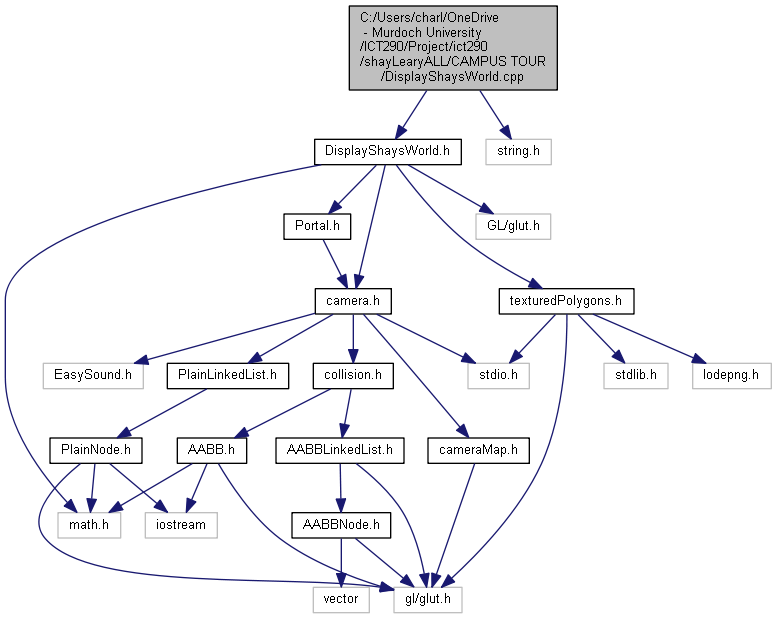 C:/Users/charl/OneDrive
- Murdoch University
/ICT290/Project/ict290
/shayLearyALL/CAMPUS TOUR
/DisplayShaysWorld.cpp
DisplayShaysWorld.h
string.h
Portal.h
GL/glut.h
camera.h
texturedPolygons.h
EasySound.h
PlainLinkedList.h
collision.h
stdio.h
stdlib.h
lodepng.h
PlainNode.h
AABB.h
AABBLinkedList.h
cameraMap.h
math.h
iostream
AABBNode.h
vector
gl/glut.h